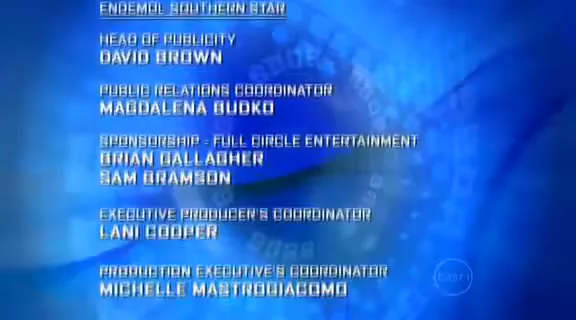 ENDEMOL SOUTHERN STAR
HEAD OF PUBLICITY
DAVID BROWN
PUBLIC RELATIONS COORDINATOR
MAGDALENA BUDKO
SPONSORSHIP - FULL CIRCLE ENTERTAINMENT
BRIAN GALLAGHER
SAM BRAMSON
EXECUTIVE PRODUCER'S COORDINATOR
LANI COOPER
PRODUCTION EXECUTIVE'S COORDINATOR
MICHELLE MASTROGIACOMO
ten